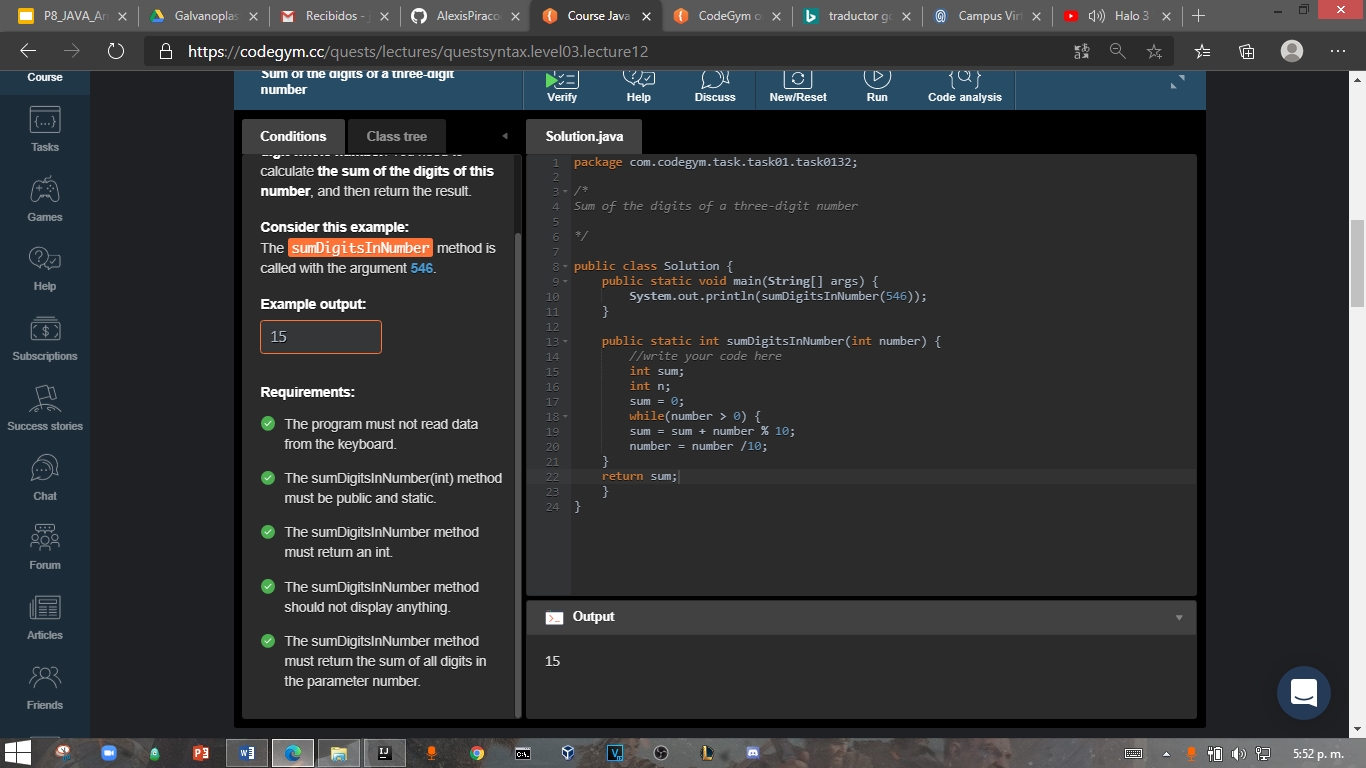 P8_JAVA_Ar
Galvanoplas
Recibidos -
AlexisPiraco
Course Java
CodeGym
traductor go
Campus Virt
Halo 3
https://codegym.cc/quests/lectures/questsyntax.level03.lecture12
Course
Tasks
Games
Help
Subscriptions
Success stories
Chat
Forum
Articles
Friends
Sum of the digits of a three-digit
number
Verify
Help
Discuss
New/Reset
Run
Code analysis
Conditions
Class tree
calculate the sum of the digits of this
number, and then return the result.
Consider this example:
The sumDigitsInNumber method is
called with the argument 546.
Example output:
15
Requirements:
The program must not read data
from the keyboard.
The sumDigitsInNumber(int) method
must be public and static.
The sumDigitsInNumber method
must return an int.
The sumDigitsInNumber method
should not display anything.
The sumDigitsInNumber method
must return the sum of all digits in
the parameter number.
Solution.java
1 package com.codegym.task.task01.task0132;
2
3 /*
4 Sum of the digits of a three-digit number
5
6 */
7
8 public class Solution {
9 public static void main(String[] args) {
10 System.out.println(sumDigitsInNumber(546));
11 }
12
13 public static int sumDigitsInNumber(int number) {
14 //write your code here
15 int sum;
16 int n;
17 sum = 0;
18 while(number > 0) {
19 sum = sum + number % 10;
20 number = number /10;
21 }
22 return sum;
23 }
24 }
Output
15
5:52 p. m.